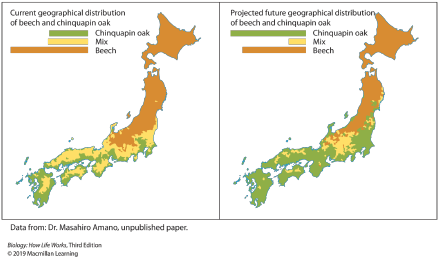 Current geographical distribution
of beech and chinquapin oak
Chinquapin oak
Mix
Beech
Projected future geographical distribution
of beech and chinquapin oak
Chinquapin oak
Mix
Beech
Data from: Dr. Masahiro Amano, unpublished paper.
Biology: How Life Works, Third Edition
© 2019 Macmillan Learning